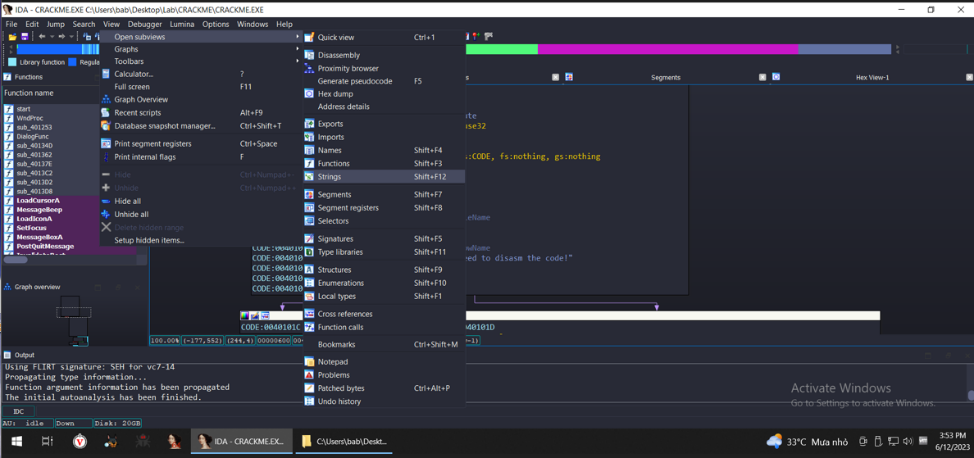 IDA - CRACKME.EXE C:\Users\bab\Desktop\Lab\CRACKME\CRACKME.EXE
File Edit Jump Search View Debugger Lumina Options Windows Help
Open subviews
Graphs
Toolbars
Calculator... ?
Full screen F11
Graph Overview
Recent scripts Alt+F9
Database snapshot manager... Ctrl+Shift+T
Print segment registers Ctrl+Space
Print internal flags F
Hide Ctrl+Numpad+-
Unhide Ctrl+Numpad++
Hide all
Unhide all
Delete hidden range
Setup hidden items...
Quick view Ctrl+1
Disassembly
Proximity browser
Generate pseudocode F5
Hex dump
Address details
Exports
Imports
Names Shift+F4
Functions Shift+F3
Strings Shift+F12
Segments Shift+F7
Segment registers Shift+F8
Selectors
Signatures Shift+F5
Type libraries Shift+F11
Structures Shift+F9
Enumerations Shift+F10
Local types Shift+F1
Cross references
Function calls
Bookmarks Ctrl+Shift+M
Notepad
Problems
Patched bytes Ctrl+Alt+P
Undo history
Library function Regular
Functions
Function name
start
WndProc
sub_401253
DialogFunc
sub_40134D
sub_401362
sub_40137E
sub_4013C2
sub_4013D2
sub_4013D8
LoadCursorA
MessageBeep
LoadIconA
SetFocus
MessageBoxA
PostQuitMessage
Graph overview
Segments
Hex View-1
use32
s:CODE, fs:nothing, gs:nothing
ed to disasm the code!"
CODE:004010
CODE:004010
CODE:004010
CODE:004010
CODE:0040101C
40101D
100.00% (-177,552) (244,4) 00000600
Output
Using FLIRT signature: SEH for vc7-14
Propagating type information...
Function argument information has been propagated
The initial autoanalysis has been finished.
IDC
AU: idle Down Disk: 20GB
Activate Windows
Go to Settings to activate Windows.
IDA - CRACKME.EXE...
C:\Users\bab\Deskt...
33°C Mưa nhỏ
3:53 PM
6/12/2023